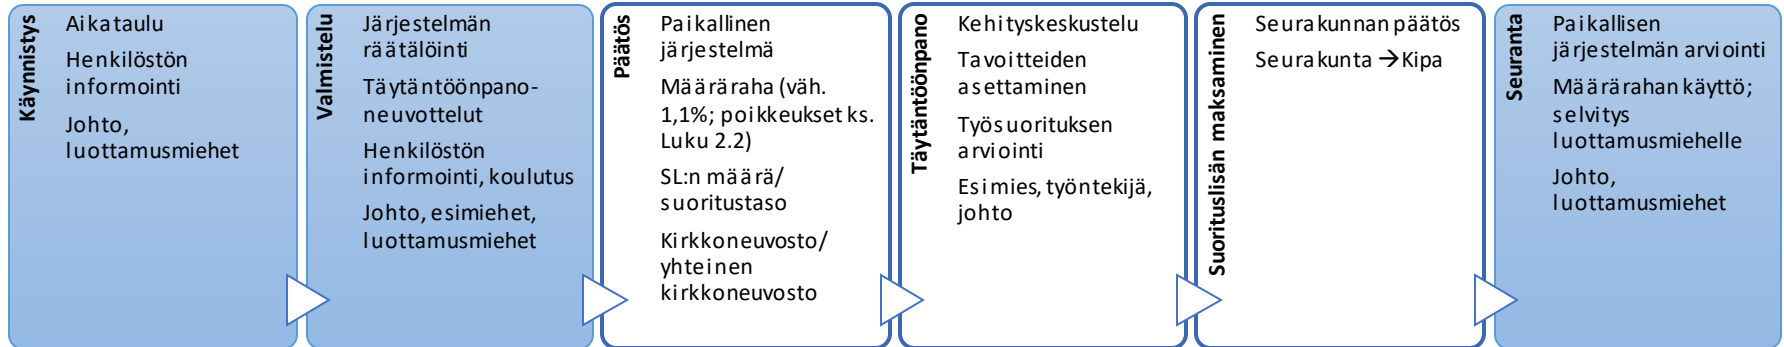 Käynnistys
Aikataulu
Henkilöstön
informointi
Johto,
luottamusmiehet
Valmistelu
Järjestelmän
räätälöinti
Täytäntöönpano-
neuvottelut
Henkilöstön
informointi, koulutus
Johto, esimiehet,
luottamusmiehet
Päätös
Paikallinen
järjestelmä
Määräraha (väh.
1,1%; poikkeukset ks.
Luku 2.2)
SL:n määrä/
suoritustaso
Kirkkoneuvosto/
yhteinen
kirkkoneuvosto
Täytäntöönpano
Kehityskeskustelu
Tavoitteiden
asettaminen
Työsuorituksen
arviointi
Esimies, työntekijä,
johto
Suorituslisän maksaminen
Seurakunnan päätös
Seurakunta →Kipa
Seuranta
Paikallisen
järjestelmän arviointi
Määrärahan käyttö;
selvitys
luottamusmiehelle
Johto,
luottamusmiehet